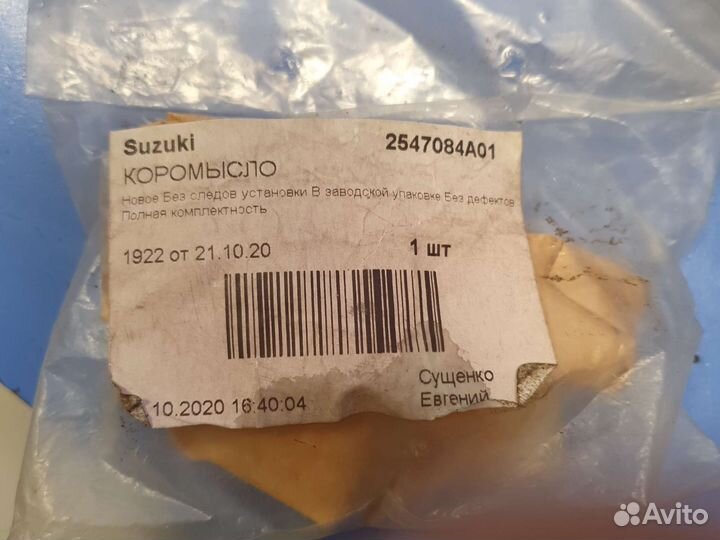 Suzuki 2547084A01
КОРОМЫСЛО
Новое Без следов установки В заводской упаковке Без дефектов
Полная комплектность
1922 от 21.10.20 1 шт
Сущенко
10.2020 16:40:04 Евгений
Avito